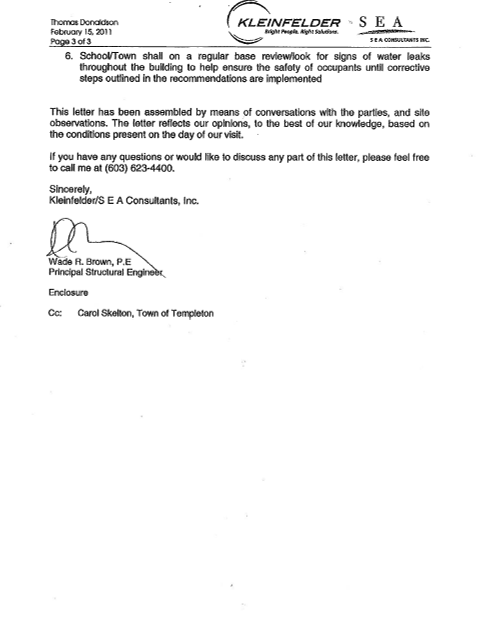 Thomas Donaldson
February 15, 2011
Page 3 of 3
KLEINFELDER
Bright People. Right Solutions.
S E A
S E A CONSULTANTS INC.
6. School/Town shall on a regular base review/look for signs of water leaks
throughout the building to help ensure the safety of occupants until corrective
steps outlined in the recommendations are implemented
This letter has been assembled by means of conversations with the parties, and site
observations. The letter reflects our opinions, to the best of our knowledge, based on
the conditions present on the day of our visit.
If you have any questions or would like to discuss any part of this letter, please feel free
to call me at (603) 623-4400.
Sincerely,
Kleinfelder/S E A Consultants, Inc.
Wade R. Brown, P.E
Principal Structural Engineer
Enclosure
Cc: Carol Skelton, Town of Templeton